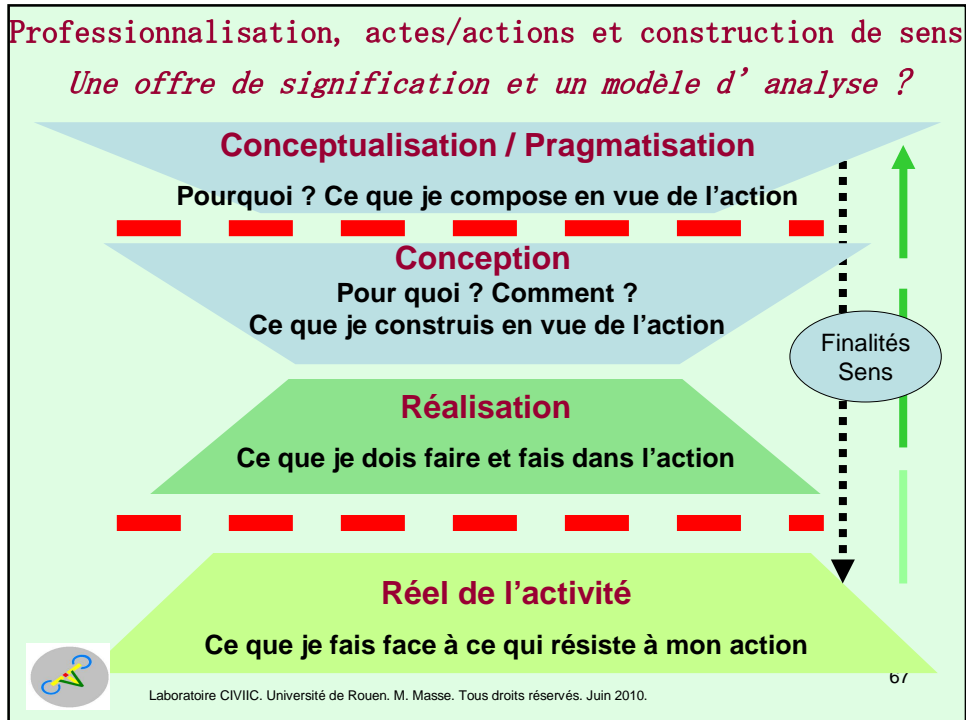 Professionnalisation, actes/actions et construction de sens
Une offre de signification et un modèle d’analyse ?
Conceptualisation / Pragmatisation
Pourquoi ? Ce que je compose en vue de l’action
Conception
Pour quoi ? Comment ?
Ce que je construis en vue de l’action
Finalités
Sens
Réalisation
Ce que je dois faire et fais dans l’action
Réel de l’activité
Ce que je fais face à ce qui résiste à mon action
67
Laboratoire CIVIIC. Université de Rouen. M. Masse. Tous droits réservés. Juin 2010.